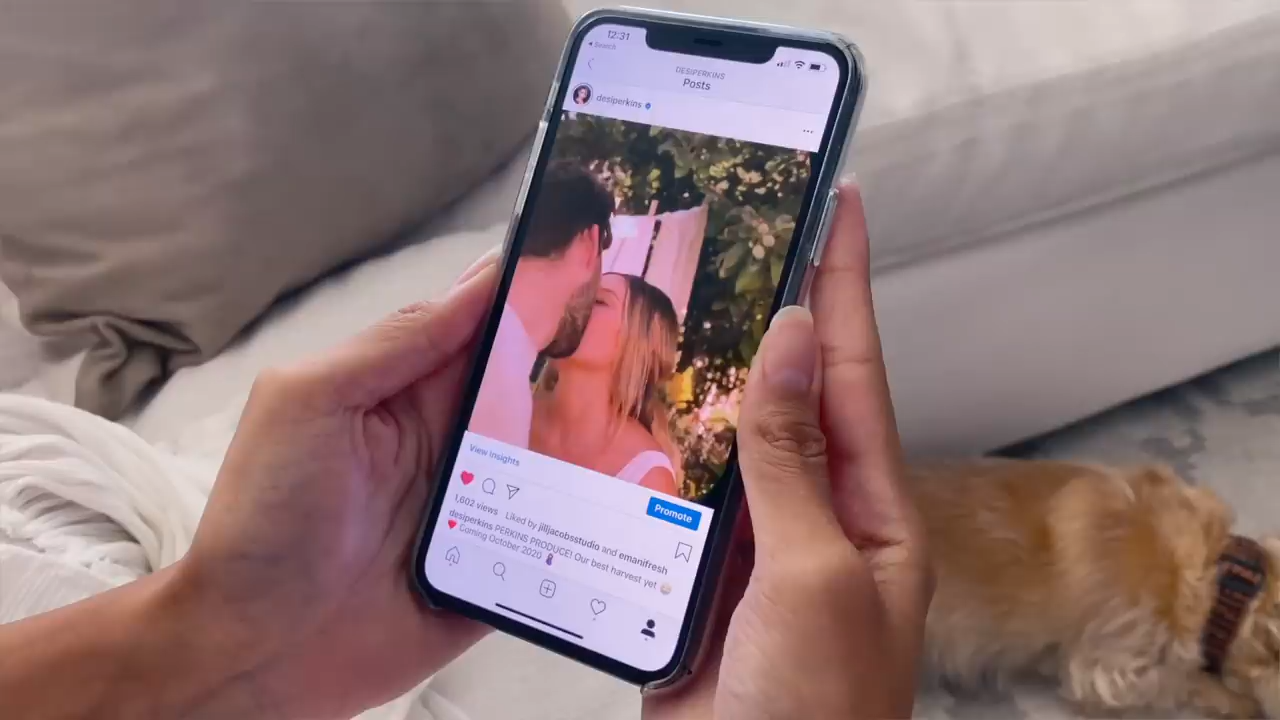 12:31
Search
DESIPERKINS
Posts
desiperkins
View Insights
Promote
1,602 views Liked by jilljacobsstudio and emanifresh
desiperkins PERKINS PRODUCE! Our best harvest yet
Coming October 2020